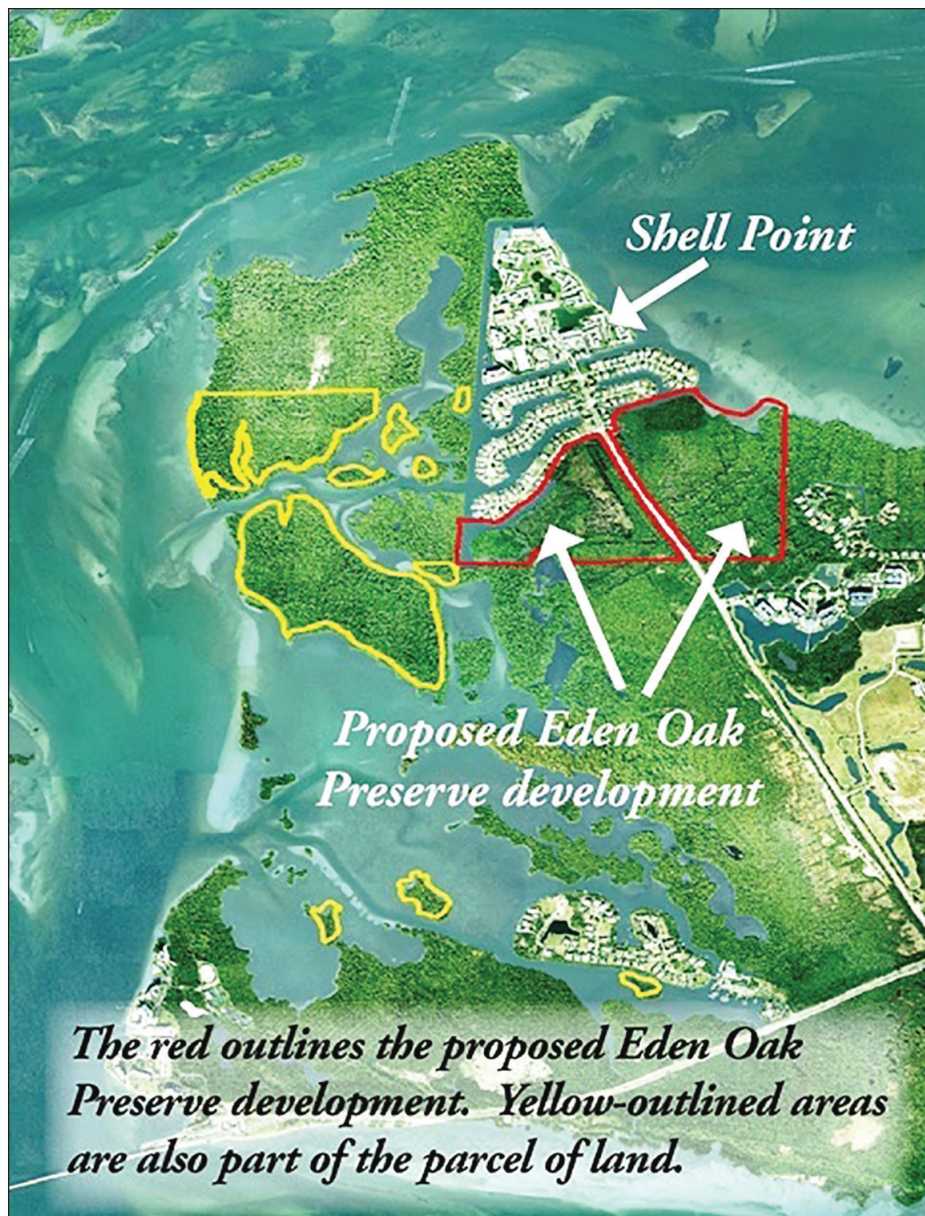 Shell Point
Proposed Eden Oak
Preserve development
The red outlines the proposed Eden Oak
Preserve development.  Yellow-outlined areas
are also part of the parcel of land.